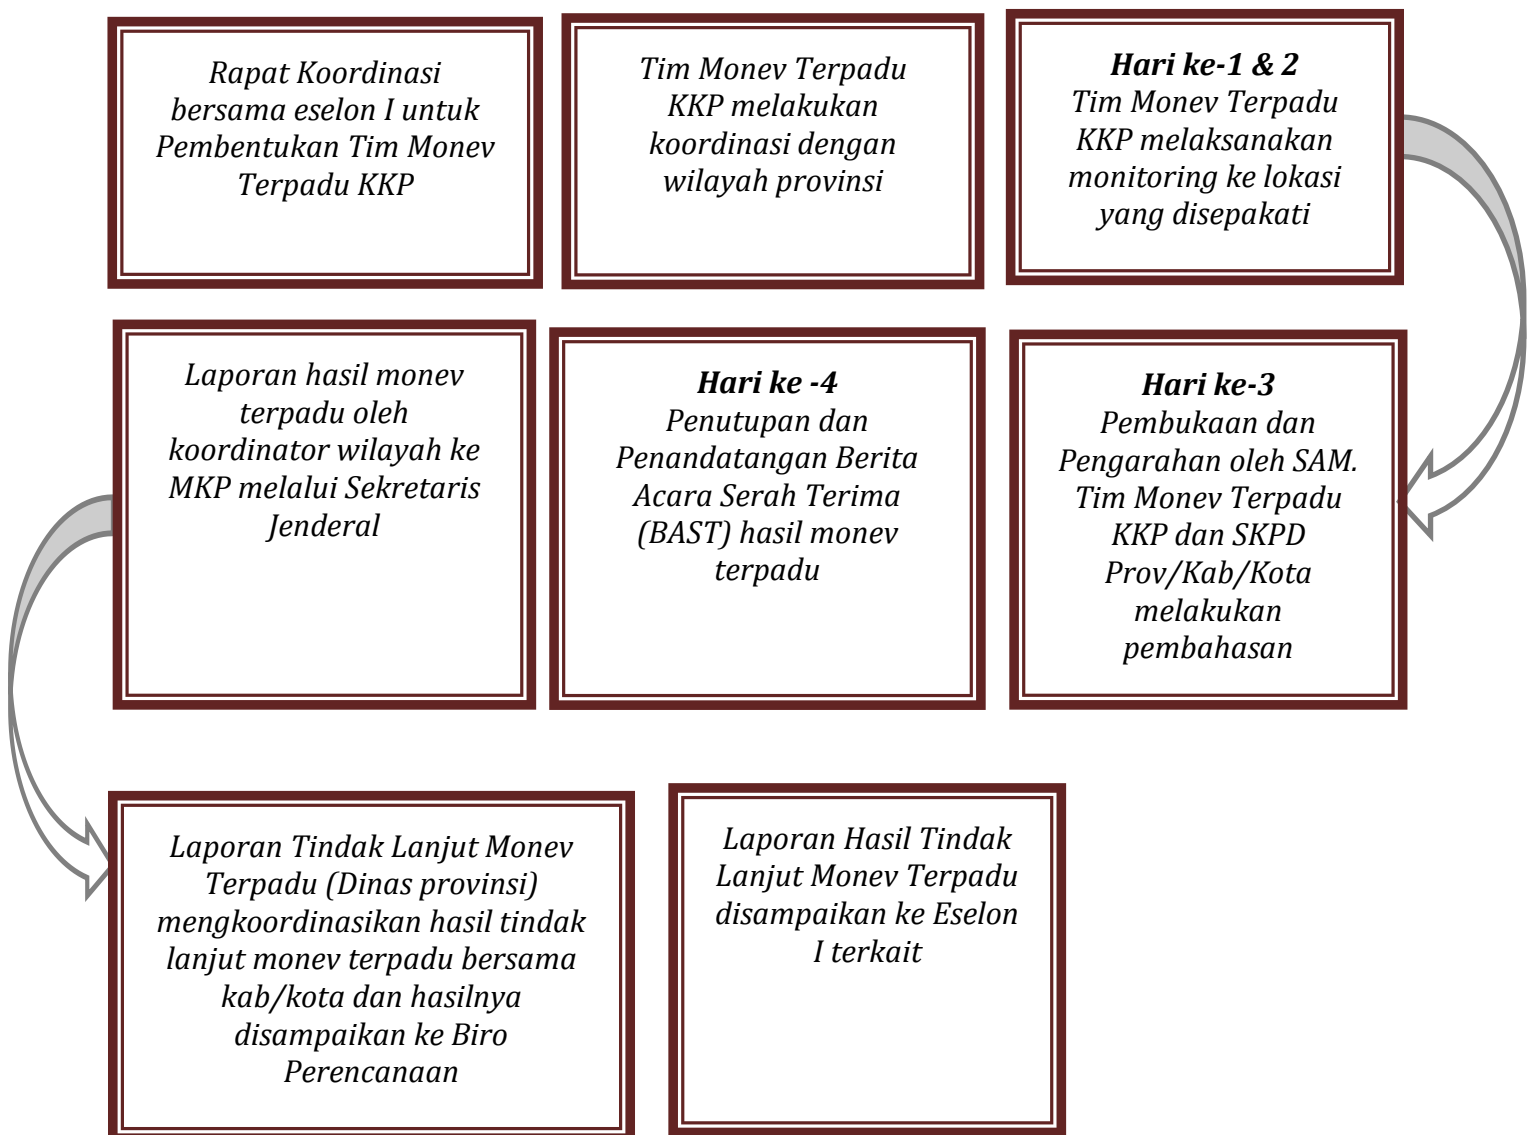 Rapat Koordinasi
bersama eselon I untuk
Pembentukan Tim Monev
Terpadu KKP
Tim Monev Terpadu
KKP melakukan
koordinasi dengan
wilayah provinsi
Hari ke-1 & 2
Tim Monev Terpadu
KKP melaksanakan
monitoring ke lokasi
yang disepakati
Hari ke-3
Pembukaan dan
Pengarahan oleh SAM.
Tim Monev Terpadu
KKP dan SKPD
Prov/Kab/Kota
melakukan
pembahasan
Hari ke -4
Penutupan dan
Penandatangan Berita
Acara Serah Terima
(BAST) hasil monev
terpadu
Laporan hasil monev
terpadu oleh
koordinator wilayah ke
MKP melalui Sekretaris
Jenderal
Laporan Tindak Lanjut Monev
Terpadu (Dinas provinsi)
mengkoordinasikan hasil tindak
lanjut monev terpadu bersama
kab/kota dan hasilnya
disampaikan ke Biro
Perencanaan
Laporan Hasil Tindak
Lanjut Monev Terpadu
disampaikan ke Eselon
I terkait